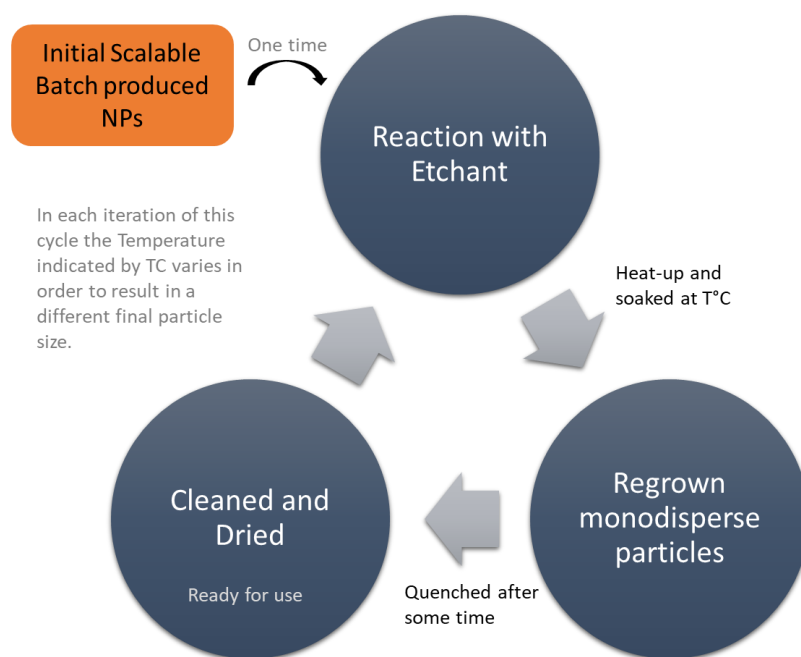 Initial Scalable
Batch produced
NPs
One time
Reaction with
Etchant
In each iteration of this
cycle the Temperature
indicated by TC varies in
order to result in a
different final particle
size.
Heat-up and
soaked at T°C
Cleaned and
Dried
Ready for use
Regrown
monodisperse
particles
Quenched after
some time